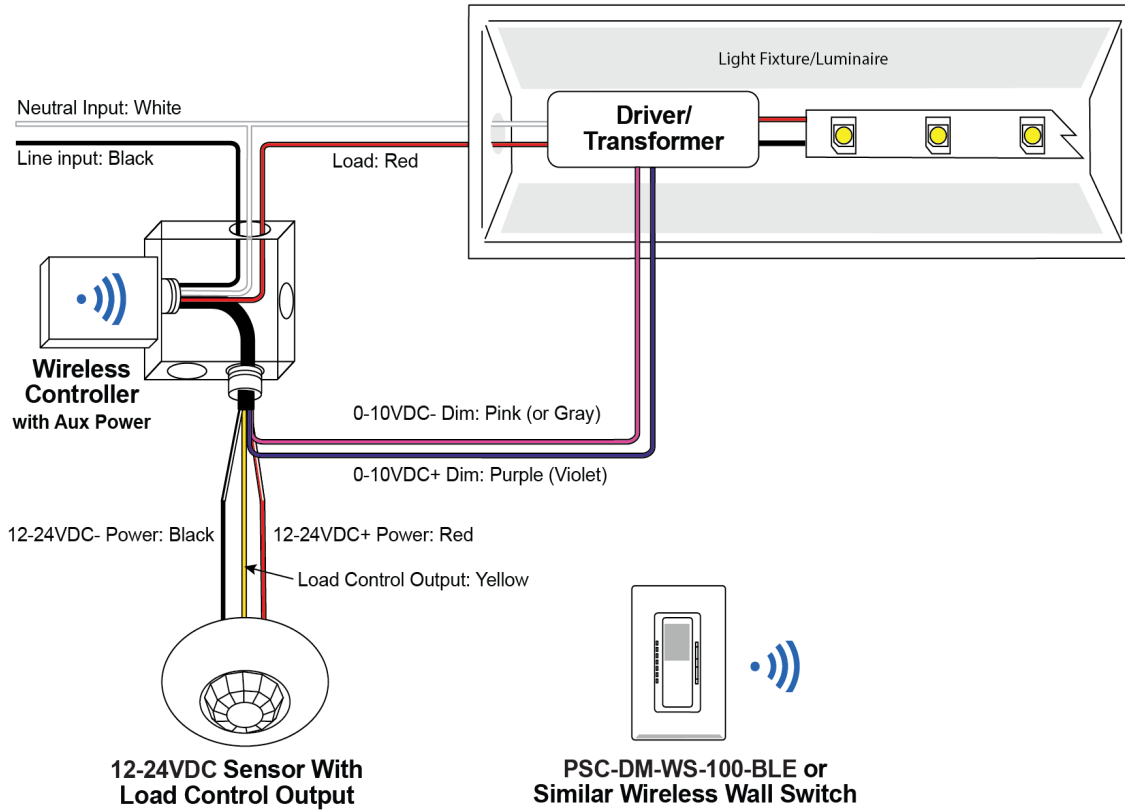 Light Fixture/Luminaire
Neutral Input: White
Line input: Black
Load: Red
Driver/
Transformer
Wireless
Controller
with Aux Power
0-10VDC- Dim: Pink (or Gray)
0-10VDC+ Dim: Purple (Violet)
12-24VDC- Power: Black
12-24VDC+ Power: Red
Load Control Output: Yellow
12-24VDC Sensor With
Load Control Output
PSC-DM-WS-100-BLE or
Similar Wireless Wall Switch